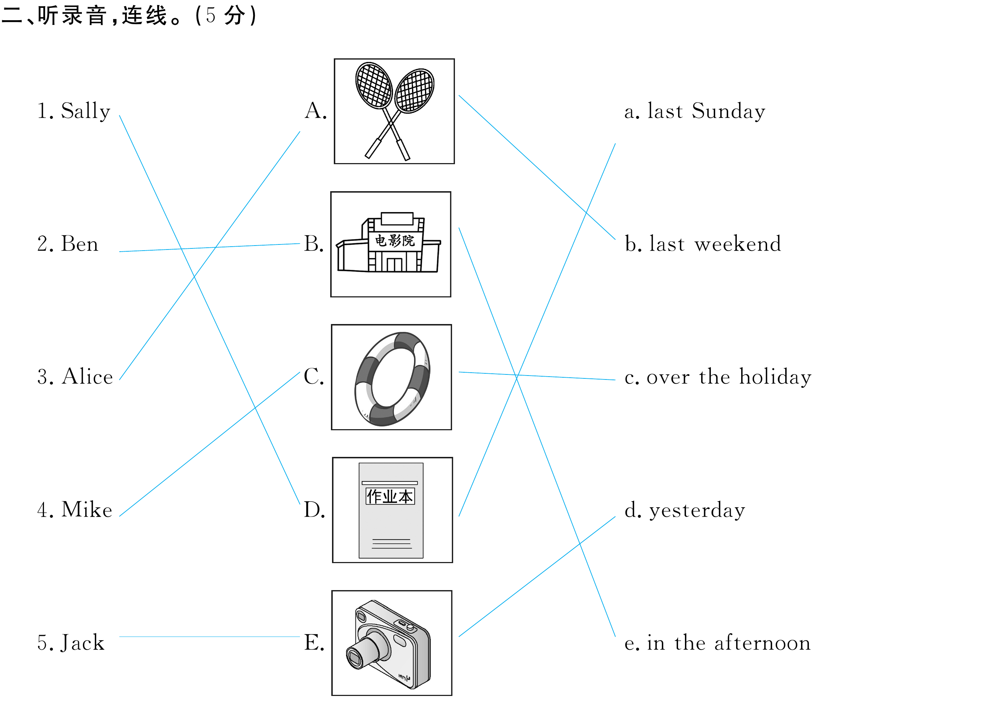 二、听录音,连线。(5 分)
1. Sally A. a. last Sunday
2. Ben B. 电影院 b. last weekend
3. Alice C. c. over the holiday
4. Mike D. 作业本 d. yesterday
5. Jack E. e. in the afternoon